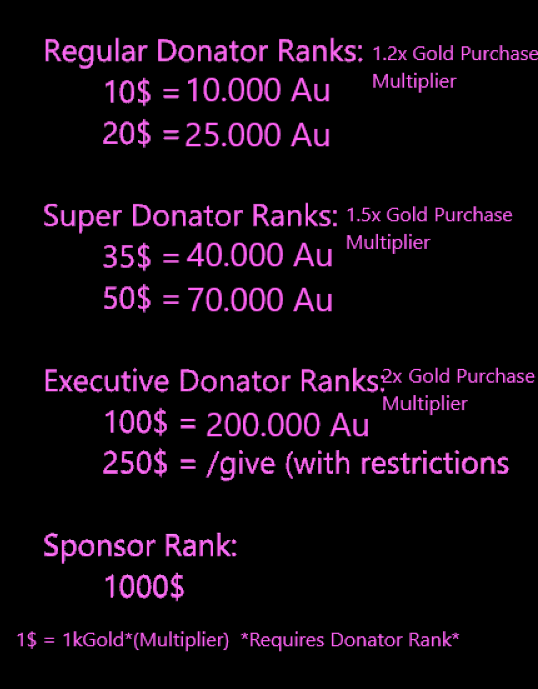 Regular Donator Ranks: 1.2x Gold Purchase
Multiplier
10$ = 10.000 Au
20$ = 25.000 Au
Super Donator Ranks: 1.5x Gold Purchase
Multiplier
35$ = 40.000 Au
50$ = 70.000 Au
Executive Donator Ranks: 2x Gold Purchase
Multiplier
100$ = 200.000 Au
250$ = /give (with restrictions
Sponsor Rank:
1000$
1$ = 1kGold*(Multiplier) *Requires Donator Rank*